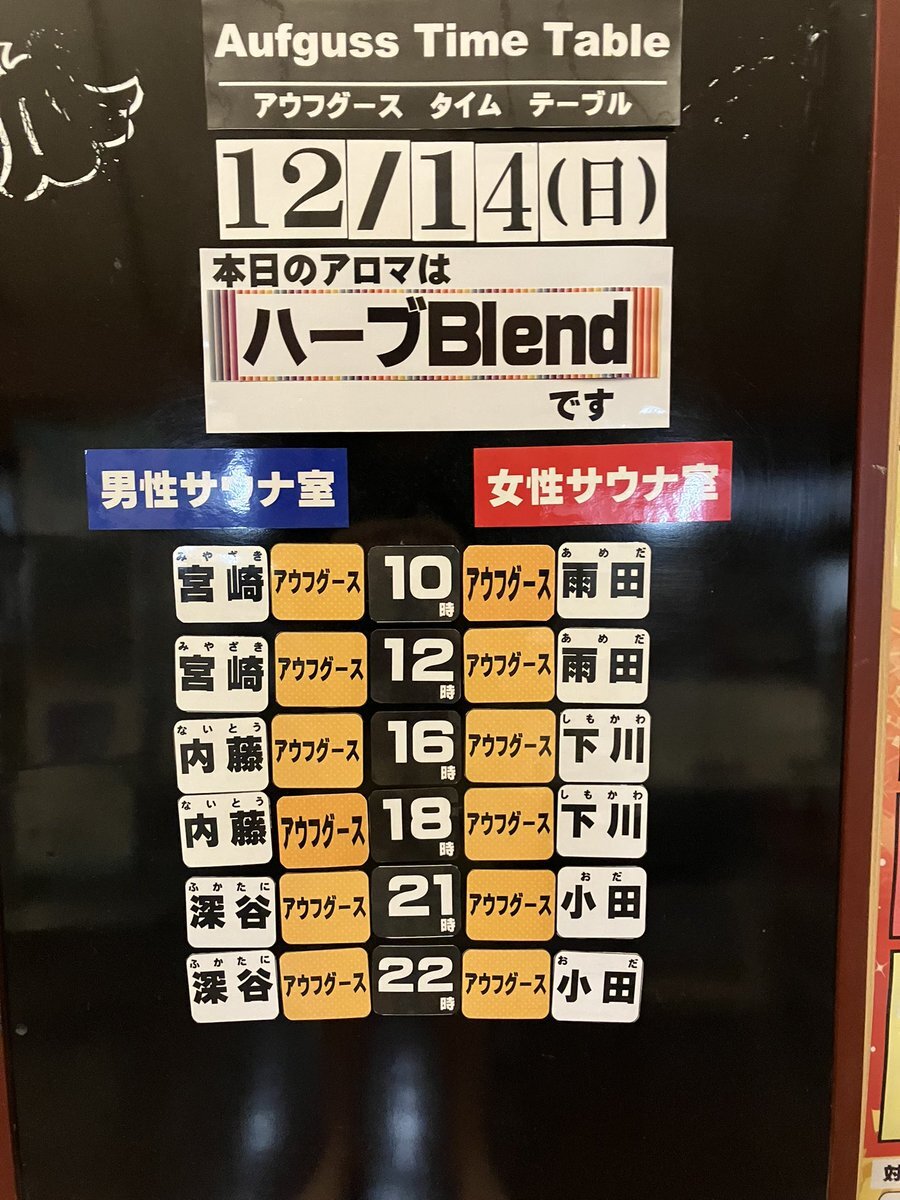 Aufguss Time Table
アウフグース タイム テーブル
12/14(日)
本日のアロマは
ハーブBlend
です
男性サウナ室 女性サウナ室
みやざき あめだ
宮崎 アウフグース 10時 アウフグース 雨田
みやざき あめだ
宮崎 アウフグース 12時 アウフグース 雨田
ないとう しもかわ
内藤 アウフグース 16時 アウフグース 下川
ないとう しもかわ
内藤 アウフグース 18時 アウフグース 下川
ふかたに おだ
深谷 アウフグース 21時 アウフグース 小田
ふかたに おだ
深谷 アウフグース 22時 アウフグース 小田
対